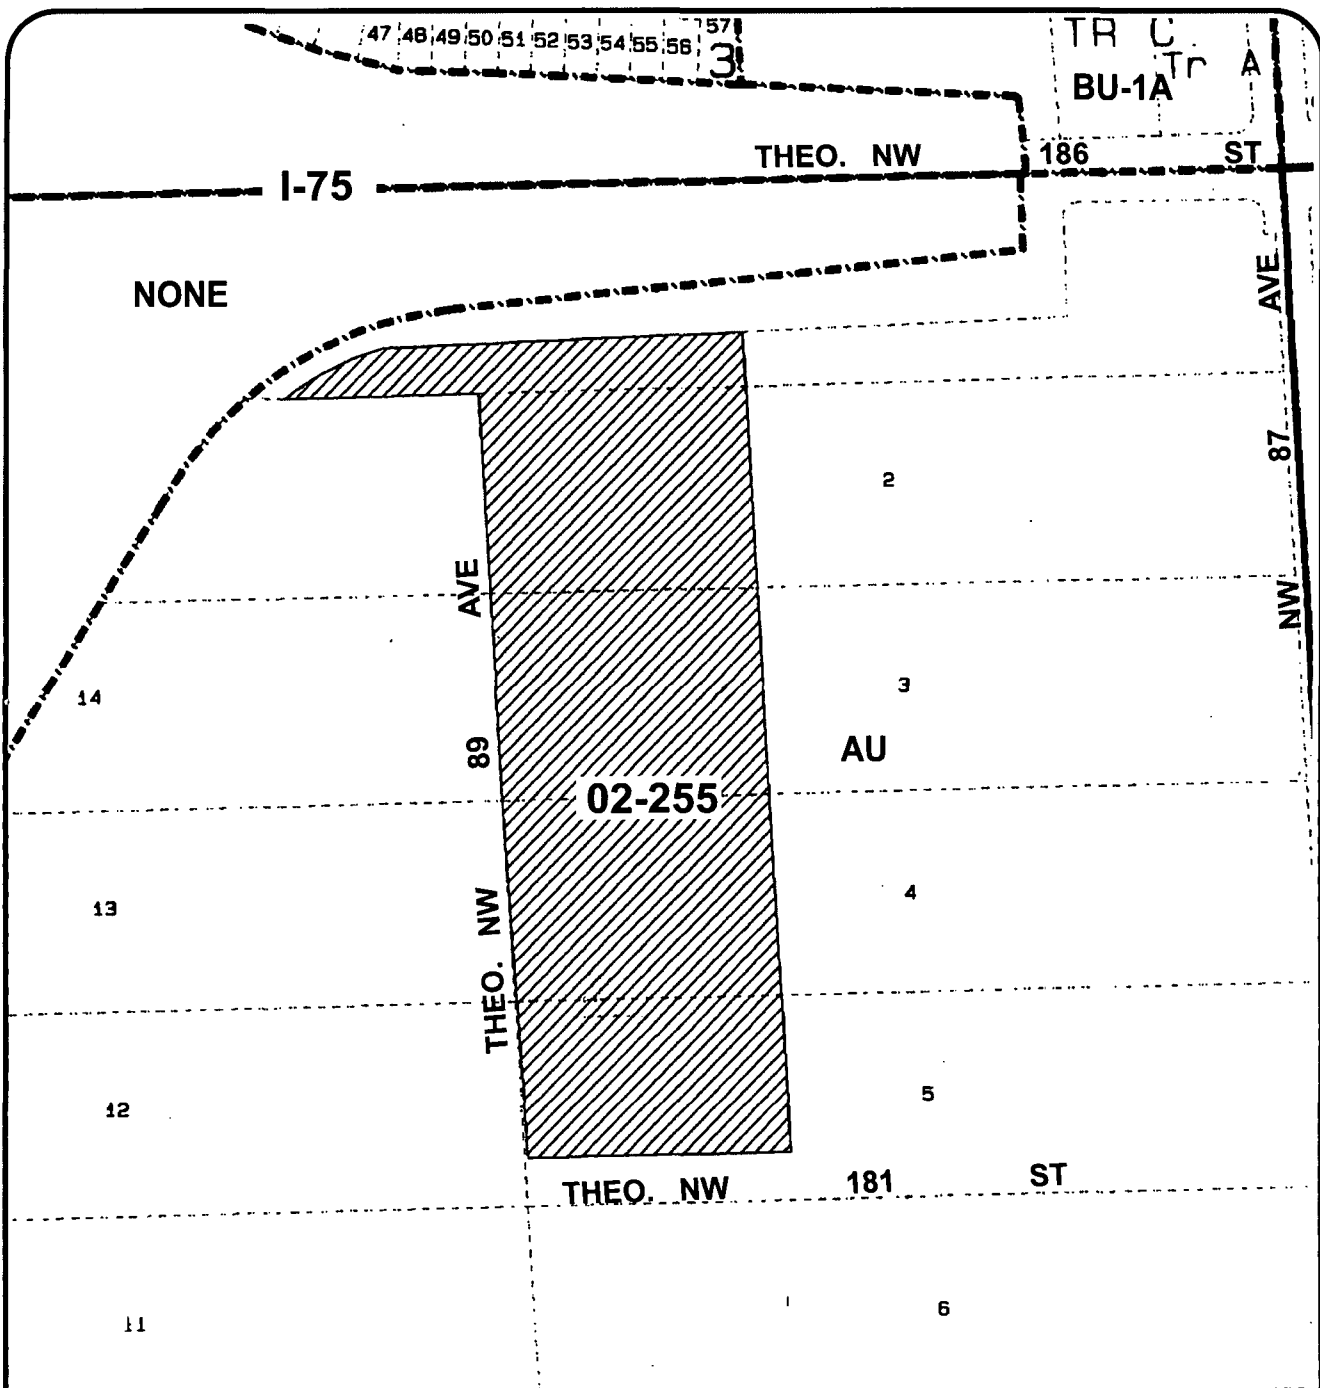 47 48 49 50 51 52 53 54 55 56 57
3
TR C
Tr A
BU-1A
THEO. NW 186 ST
I-75
NONE
AVE
87
NW
2
AVE
14
3
89
AU
02-255
13
4
THEO. NW
12
5
THEO. NW 181 ST
11
6